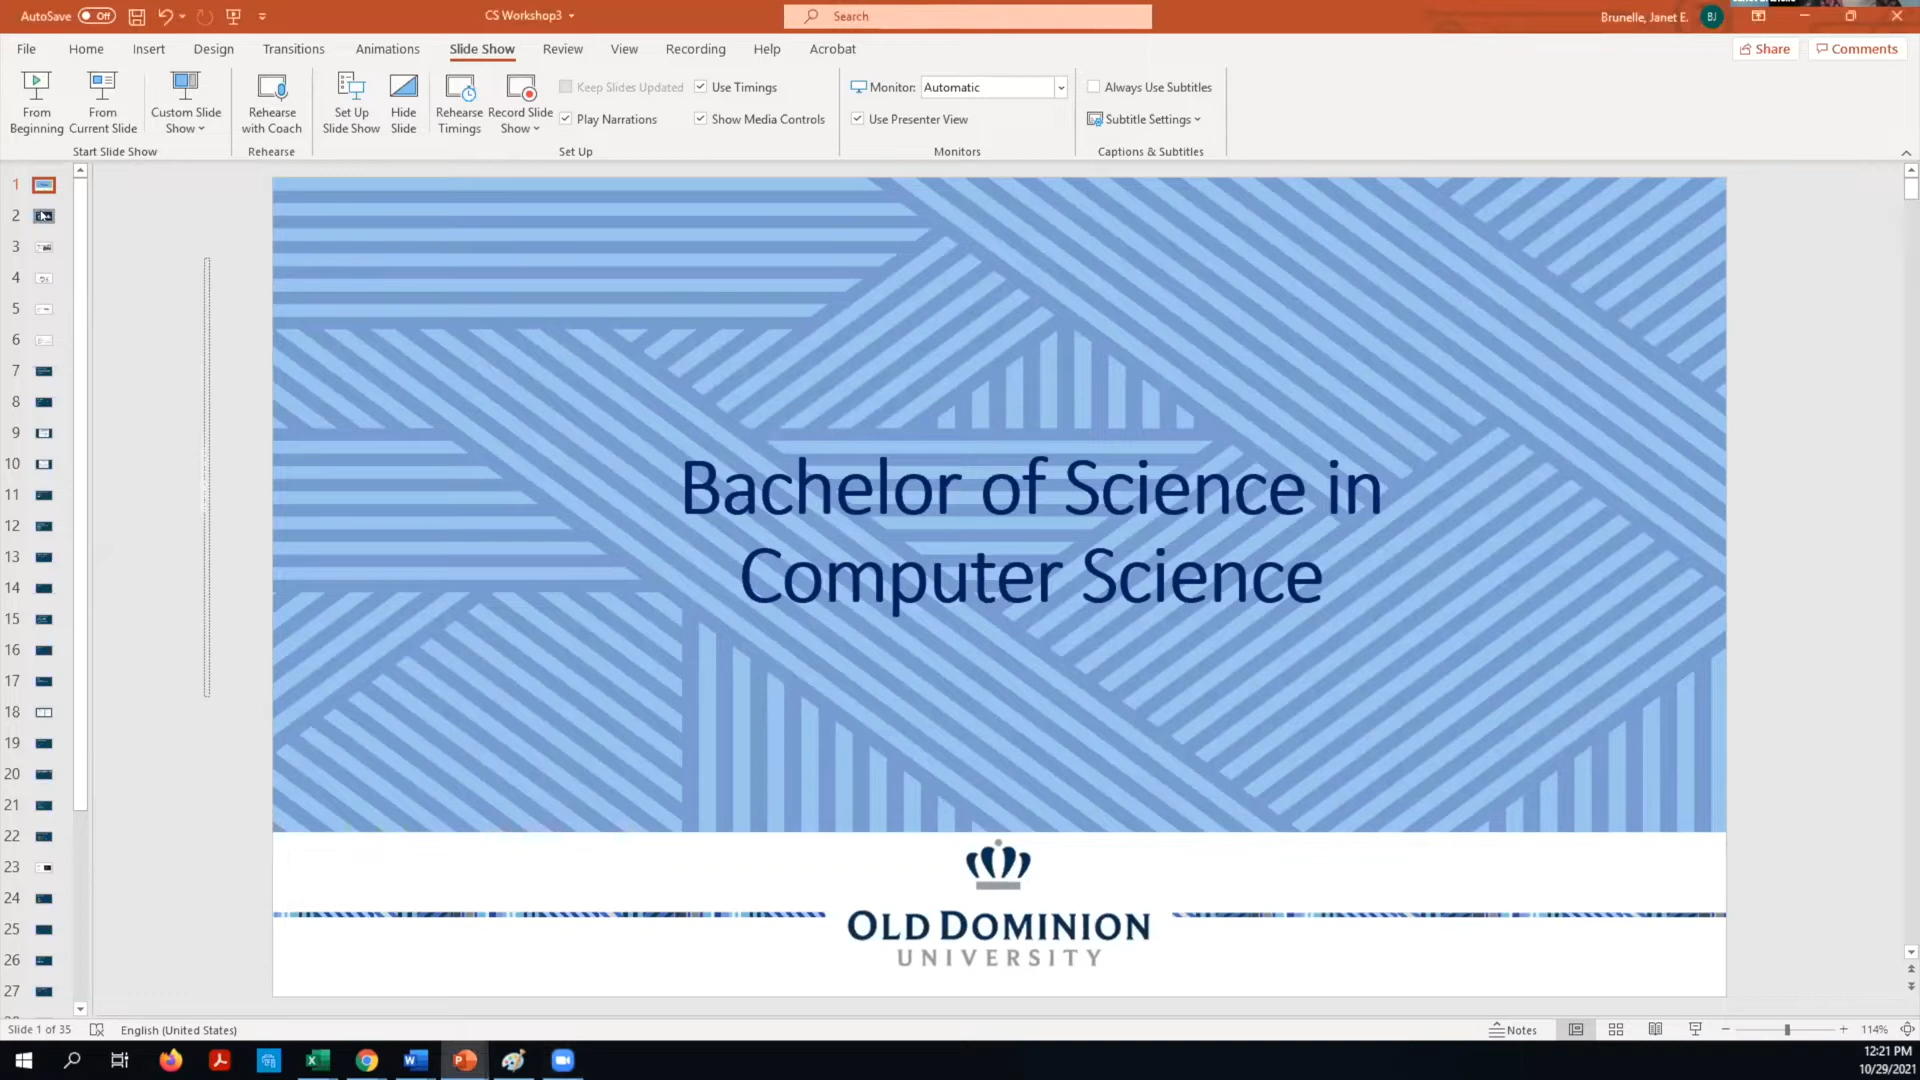 AutoSave Off CS Workshop3 Search Brunelle, Janet E. BJ
File Home Insert Design Transitions Animations Slide Show Review View Recording Help Acrobat Share Comments
From Beginning
From Current Slide
Custom Slide Show
Rehearse with Coach
Set Up Slide Show
Hide Slide
Rehearse Timings
Record Slide Show
Keep Slides Updated
Use Timings
Play Narrations
Show Media Controls
Monitor: Automatic
Use Presenter View
Always Use Subtitles
Subtitle Settings
Start Slide Show Rehearse Set Up Monitors Captions & Subtitles
1
2
3
4
5
6
7
8
9
10
11
12
13
14
15
16
17
18
19
20
21
22
23
24
25
26
27
Bachelor of Science in
Computer Science
OLD DOMINION
UNIVERSITY
Slide 1 of 35 English (United States) Notes 114%
12:21 PM
10/29/2021